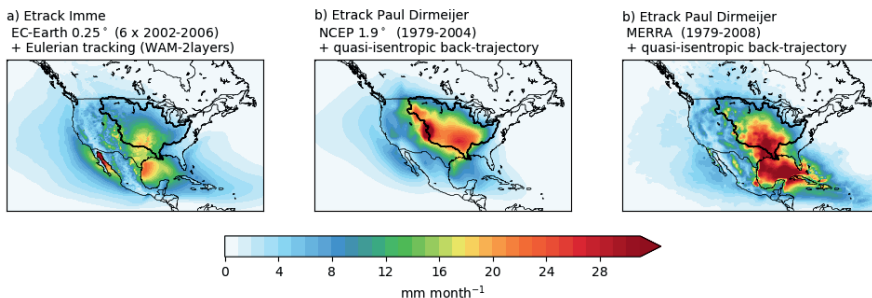 a) Etrack Imme
EC-Earth 0.25° (6 x 2002-2006)
+ Eulerian tracking (WAM-2layers)
b) Etrack Paul Dirmeijer
NCEP 1.9° (1979-2004)
+ quasi-isentropic back-trajectory
b) Etrack Paul Dirmeijer
MERRA (1979-2008)
+ quasi-isentropic back-trajectory
0 4 8 12 16 20 24 28
mm month⁻¹